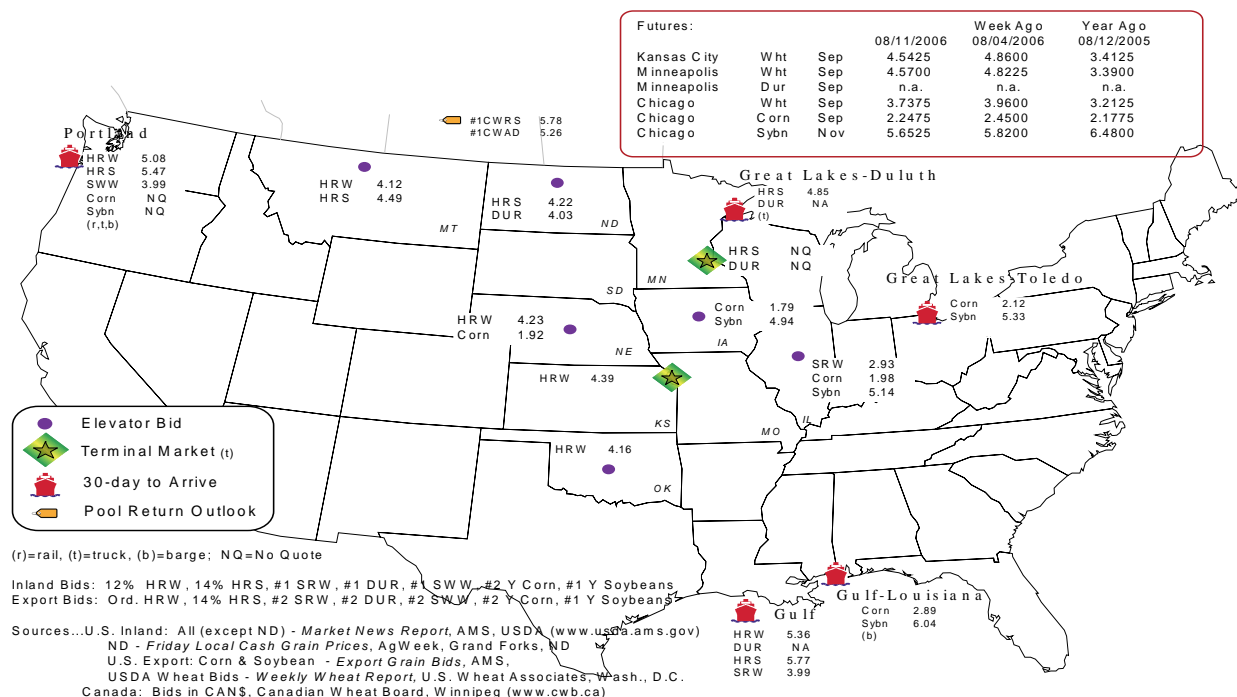 Futures: Week Ago Year Ago
08/11/2006 08/04/2006 08/12/2005
Kansas City Wht Sep 4.5425 4.8600 3.4125
Minneapolis Wht Sep 4.5700 4.8225 3.3900
Minneapolis Dur Sep n.a. n.a. n.a.
Chicago Wht Sep 3.7375 3.9600 3.2125
Chicago Corn Sep 2.2475 2.4500 2.1775
Chicago Sybn Nov 5.6525 5.8200 6.4800
#1CWRS 5.78
#1CWAD 5.26
Portland
HRW 5.08
HRS 5.47
SWW 3.99
Corn NQ
Sybn NQ
(r,t,b)
HRW 4.12
HRS 4.49
MT
HRS 4.22
DUR 4.03
ND
Great Lakes-Duluth
HRS 4.85
DUR NA
(t)
HRS NQ
DUR NQ
MN
SD
Great Lakes-Toledo
Corn 2.12
Sybn 5.33
HRW 4.23
Corn 1.92
NE
Corn 1.79
Sybn 4.94
IA
SRW 2.93
Corn 1.98
Sybn 5.14
IL
HRW 4.39
KS
MO
HRW 4.16
OK
Elevator Bid
Terminal Market (t)
30-day to Arrive
Pool Return Outlook
(r)=rail, (t)=truck, (b)=barge; NQ=No Quote
Inland Bids: 12% HRW, 14% HRS, #1 SRW, #1 DUR, #1 SWW, #2 Y Corn, #1 Y Soybeans
Export Bids: Ord. HRW, 14% HRS, #2 SRW, #2 DUR, #2 SWW, #2 Y Corn, #1 Y Soybeans
Gulf-Louisiana
Corn 2.89
Sybn 6.04
(b)
Gulf
HRW 5.36
DUR NA
HRS 5.77
SRW 3.99
Sources...U.S. Inland: All (except ND) - Market News Report, AMS, USDA (www.usda.ams.gov)
ND - Friday Local Cash Grain Prices, AgWeek, Grand Forks, ND
U.S. Export: Corn & Soybean - Export Grain Bids, AMS,
USDA Wheat Bids - Weekly Wheat Report, U.S. Wheat Associates, Wash., D.C.
Canada: Bids in CAN$, Canadian Wheat Board, Winnipeg (www.cwb.ca)